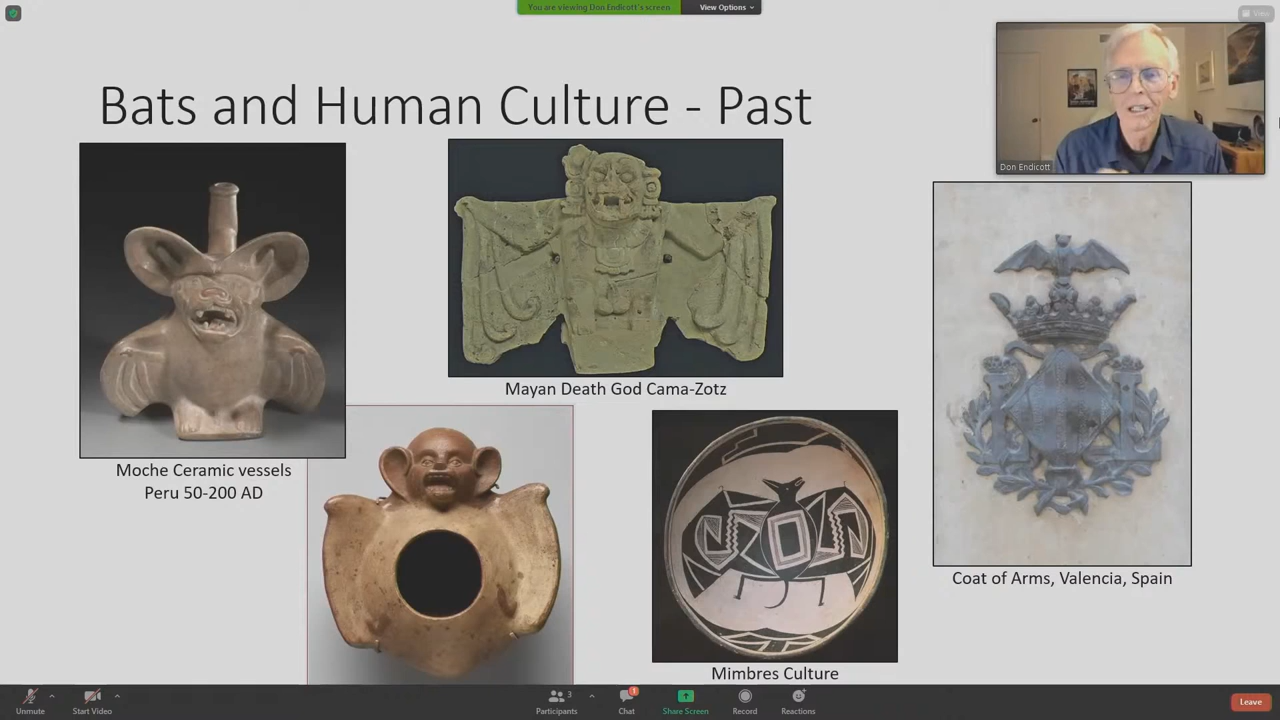 You are viewing Don Endicott's screen
View Options
View
Bats and Human Culture - Past
Don Endicott
Mayan Death God Cama-Zotz
Moche Ceramic vessels
Peru 50-200 AD
Coat of Arms, Valencia, Spain
Mimbres Culture
Unmute
Start Video
Participants
3
Chat
1
Share Screen
Record
Reactions
Leave